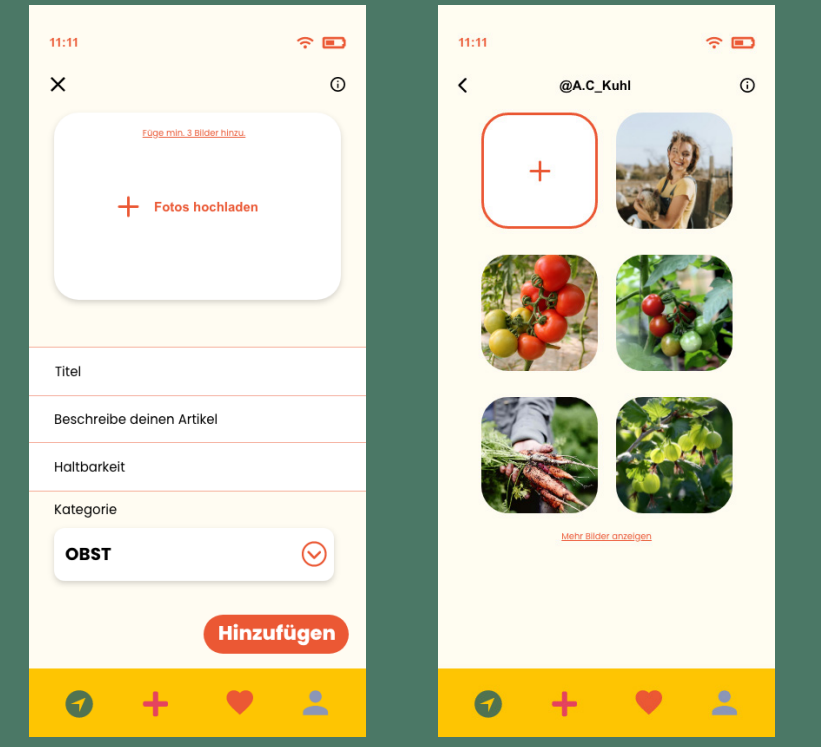 11:11
Füge min. 3 Bilder hinzu.
Fotos hochladen
Titel
Beschreibe deinen Artikel
Haltbarkeit
Kategorie
OBST
Hinzufügen
11:11
@A.C_Kuhl
Mehr Bilder anzeigen